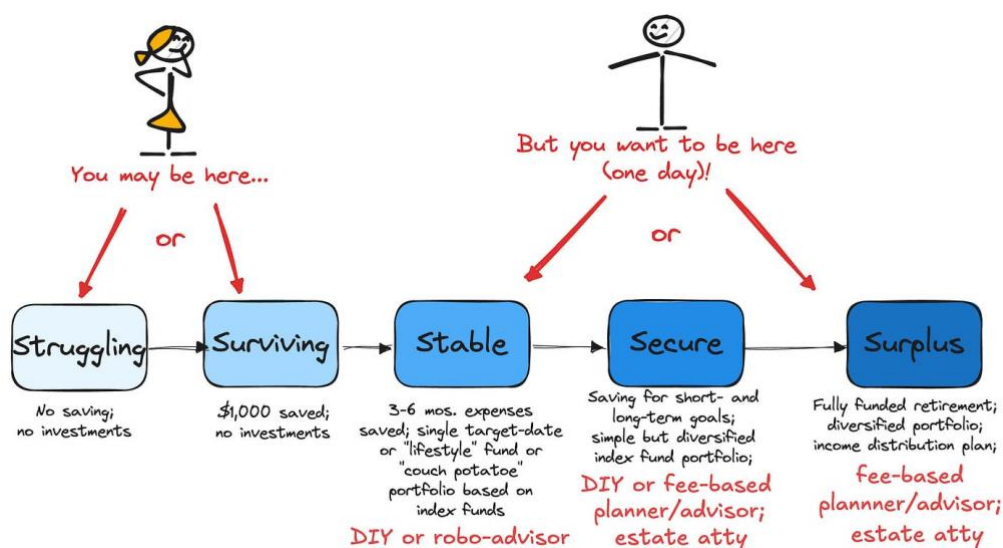 You may be here...
or
But you want to be here
(one day)!
or
Struggling
Surviving
Stable
Secure
Surplus
No saving;
no investments
$1,000 saved;
no investments
3-6 mos. expenses
saved; single target-date
or "lifestyle" fund or
"couch potatoe"
portfolio based on
index funds
DIY or robo-advisor
Saving for short- and
long-term goals;
simple but diversified
index fund portfolio;
DIY or fee-based
planner/advisor;
estate atty
Fully funded retirement;
diversified portfolio;
income distribution plan;
fee-based
plannner/advisor;
estate atty